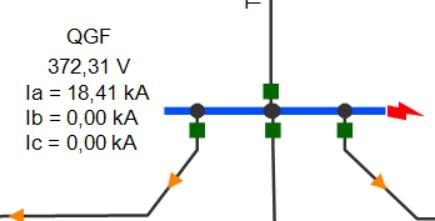 QGF
372,31 V
Ia = 18,41 kA
Ib = 0,00 kA
Ic = 0,00 kA